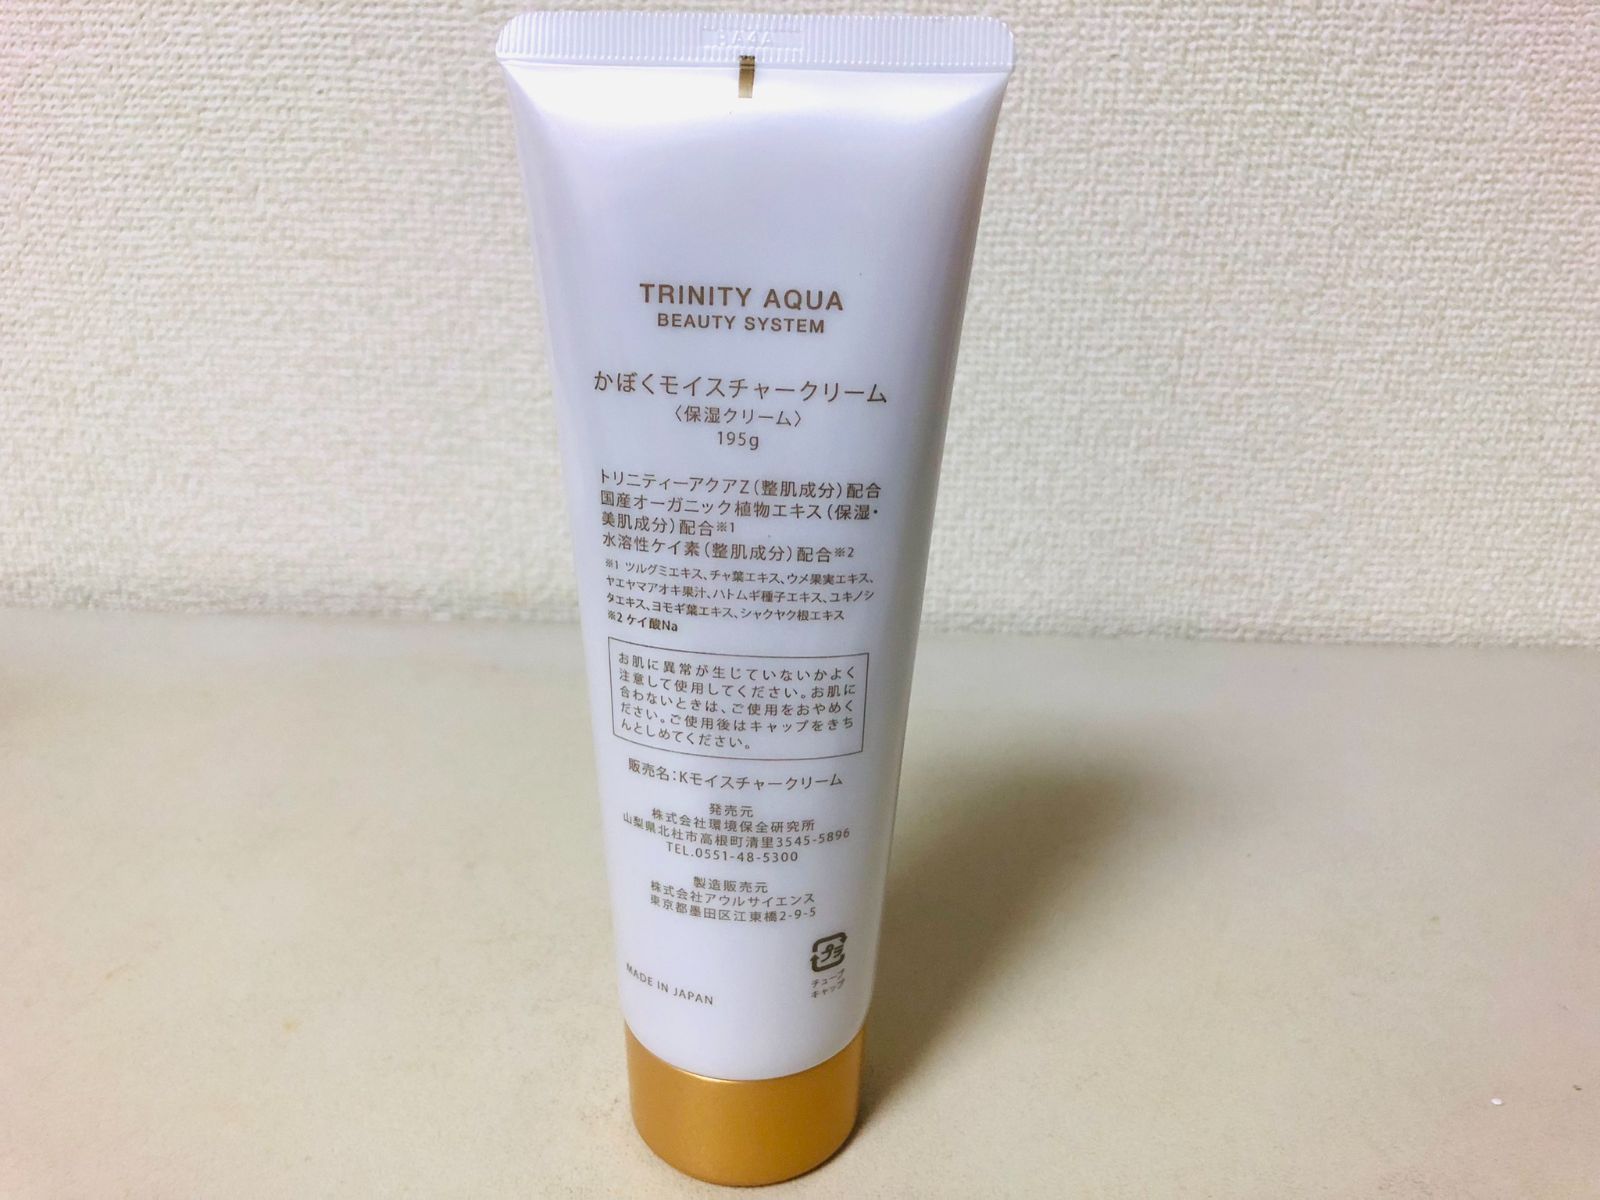 TRINITY AQUA
BEAUTY SYSTEM
かぼくモイスチャークリーム
〈保湿クリーム〉
195g
トリニティーアクアZ（整肌成分）配合
国産オーガニック植物エキス（保湿・
美肌成分）配合※1
水溶性ケイ素（整肌成分）配合※2
※1 ツルグミエキス、チャ葉エキス、ウメ果実エキス、
ヤエヤマアオキ果汁、ハトムギ種子エキス、ユキノシ
タエキス、ヨモギ葉エキス、シャクヤク根エキス
※2 ケイ酸Na
お肌に異常が生じていないかよく
注意して使用してください。お肌に
合わないときは、ご使用をおやめく
ださい。ご使用後はキャップをきち
んとしめてください。
販売名：Kモイスチャークリーム
発売元
株式会社環境保全研究所
山梨県北杜市高根町清里3545-5896
TEL.0551-48-5300
製造販売元
株式会社アウルサイエンス
東京都墨田区江東橋2-9-5
プラ
チューブ
キャップ
MADE IN JAPAN